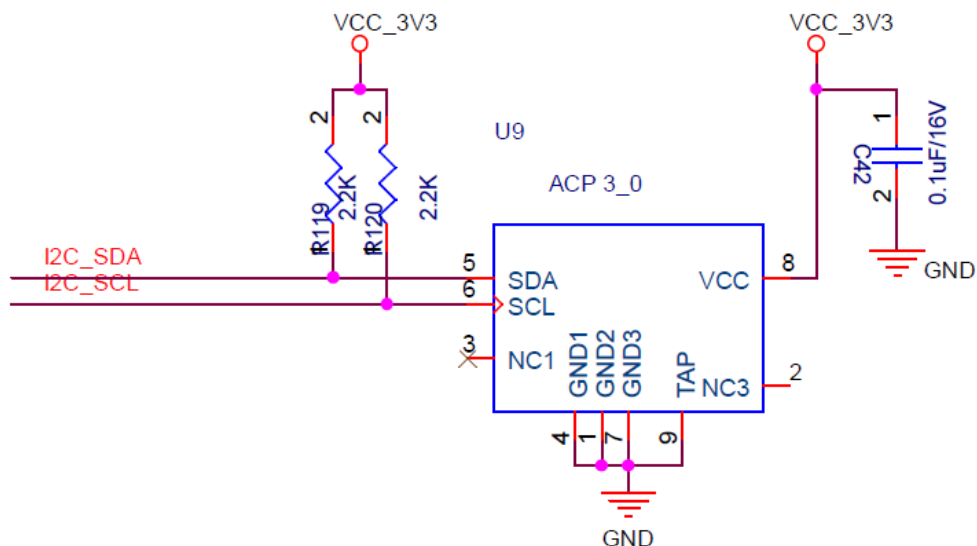 VCC_3V3
VCC_3V3
U9
ACP 3_0
2
2
R119
2.2K
R120
2.2K
1
1
1
C42
0.1uF/16V
2
GND
I2C_SDA
I2C_SCL
5
SDA
6
SCL
3
NC1
VCC
8
GND1
GND2
GND3
TAP
NC3
2
4
1
7
9
GND